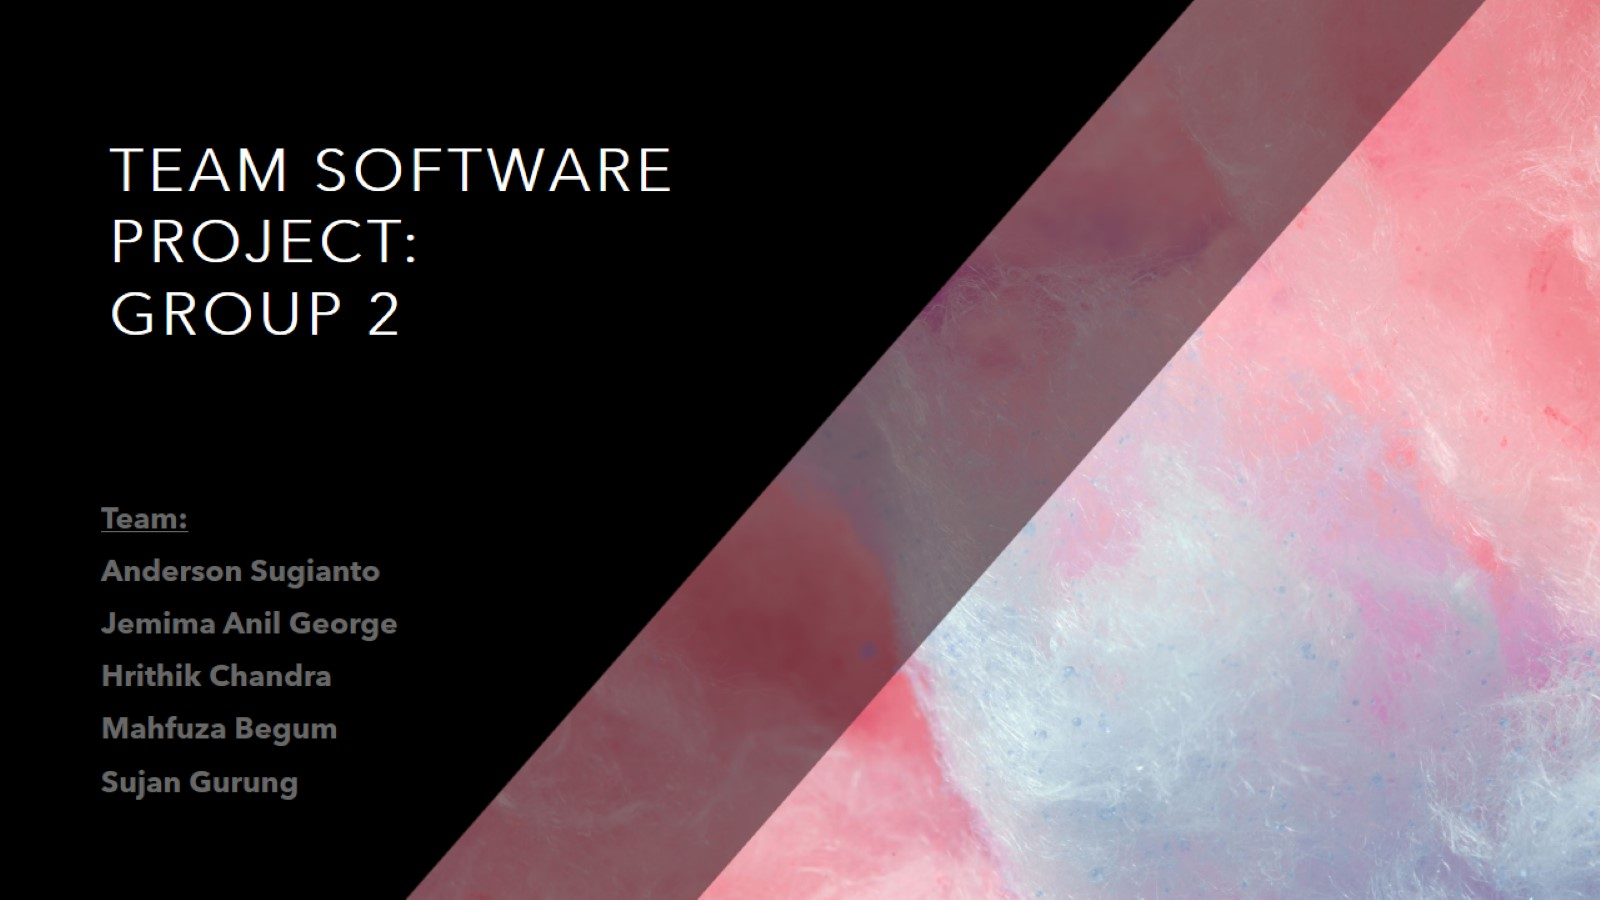 TEAM SOFTWARE
PROJECT:
GROUP 2
Team:
Anderson Sugianto
Jemima Anil George
Hrithik Chandra
Mahfuza Begum
Sujan Gurung